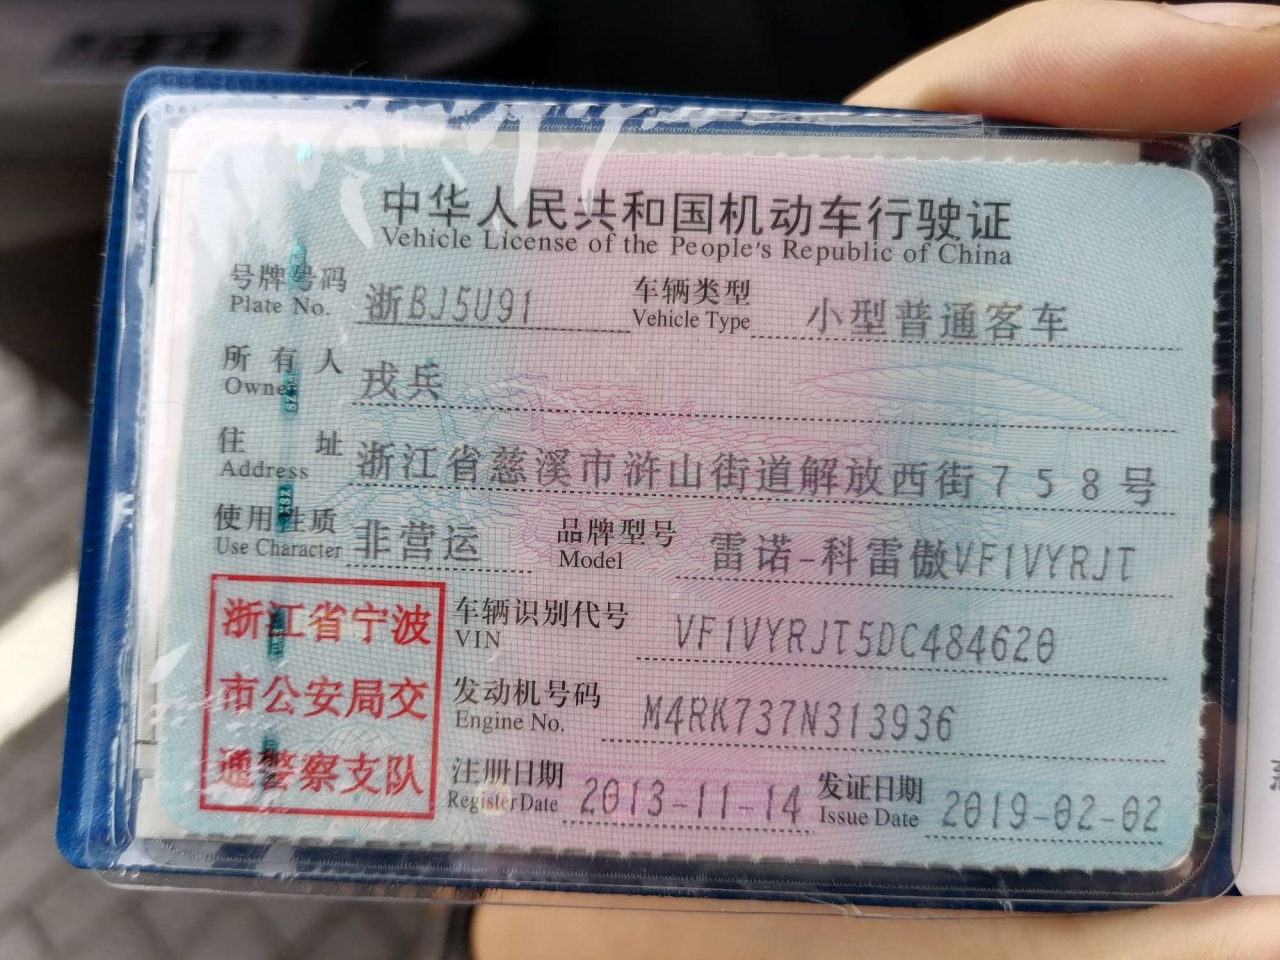 中华人民共和国机动车行驶证
Vehicle License of the People's Republic of China
号牌号码 浙BJ5U91 车辆类型 小型普通客车
Plate No. Vehicle Type
所有人 戎兵
Owner
住址 浙江省慈溪市浒山街道解放西街758号
Address
使用性质 非营运 品牌型号 雷诺-科雷傲VF1VYRJT
Use Character Model
浙江省宁波
市公安局交
通警察支队
车辆识别代号 VF1VYRJT5DC484620
VIN
发动机号码 M4RK737N313936
Engine No.
注册日期 2013-11-14 发证日期 2019-02-02
Register Date Issue Date